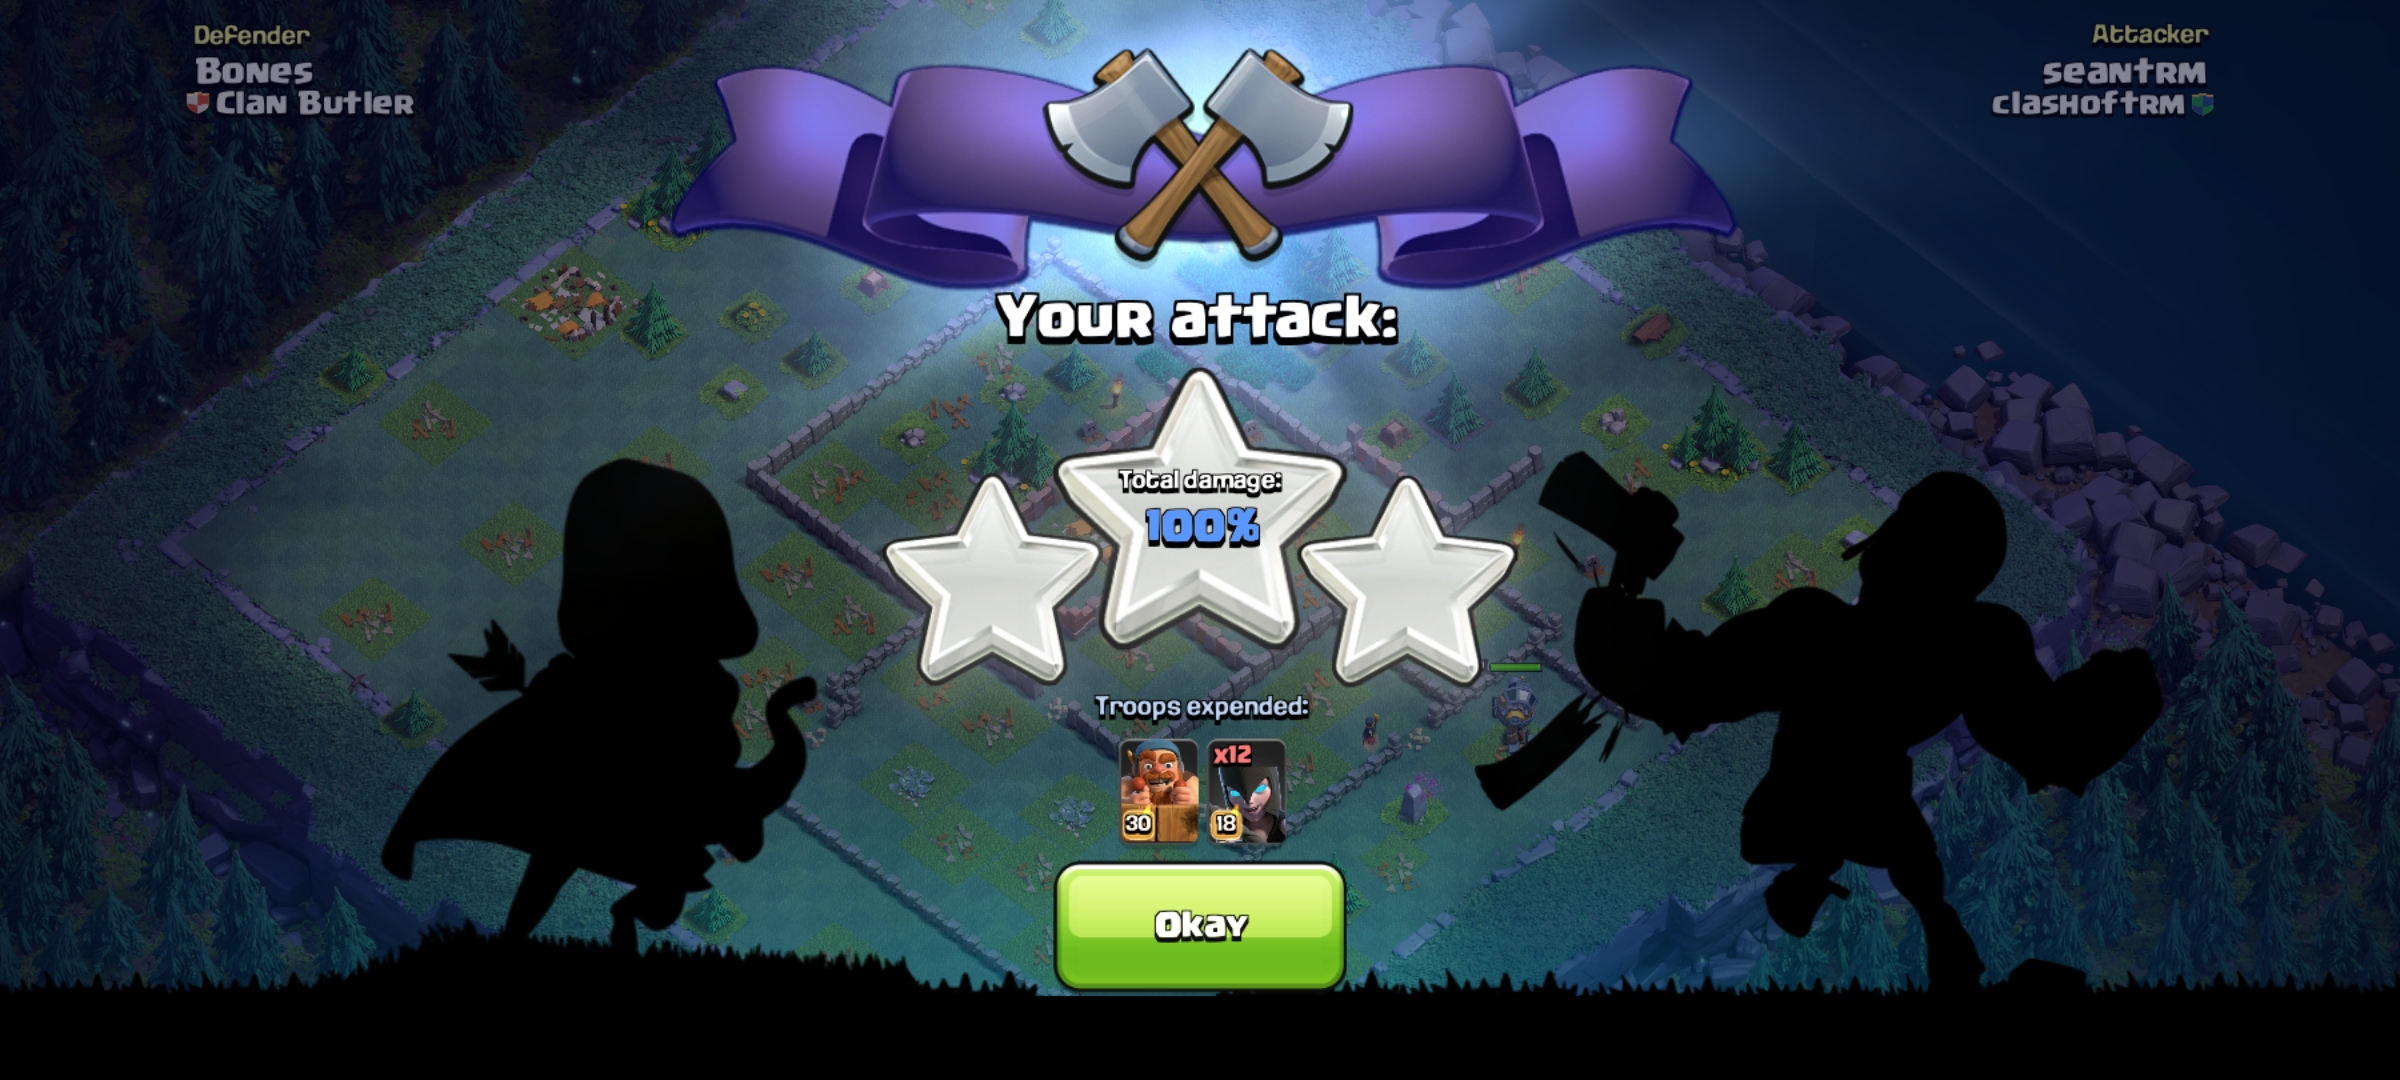 Defender
Bones
Clan Butler
Attacker
seantrm
clashoftrm
Your attack:
Total damage:
100%
Troops expended:
x12
30
18
Okay